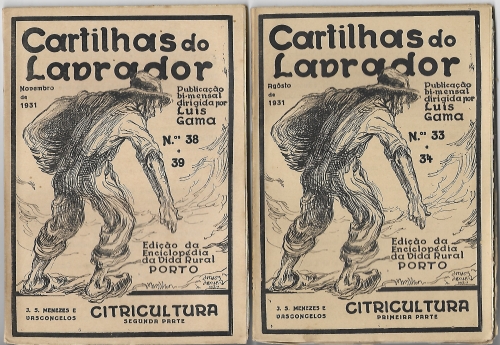 Cartilhas do
Lavrador
Novembro
de
1931
Publicação
bi-mensal
dirigida por
Luís
Gama
N.os 38
e
39
Edição da
Enciclopédia
da Vida Rural
PORTO
J. S. MENEZES E
VASCONCELOS
CITRICULTURA
SEGUNDA PARTE
Cartilhas do
Lavrador
Agôsto
de
1931
Publicação
bi-mensal
dirigida por
Luís
Gama
N.os 33
e
34
Edição da
Enciclopédia
da Vida Rural
PORTO
J. S. MENEZES E
VASCONCELOS
CITRICULTURA
PRIMEIRA PARTE